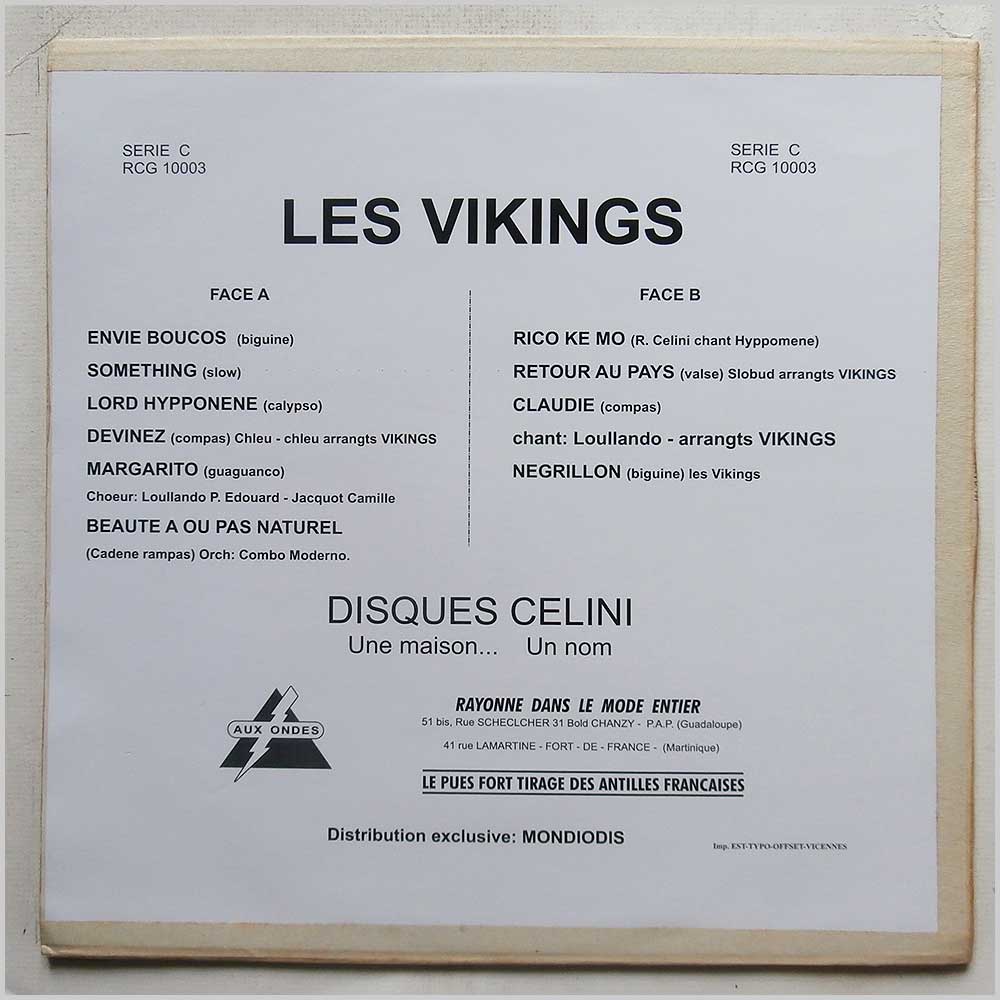 SERIE C
RCG 10003
SERIE C
RCG 10003
LES VIKINGS
FACE A
ENVIE BOUCOS (biguine)
SOMETHING (slow)
LORD HYPPONENE (calypso)
DEVINEZ (compas) Chleu - chleu arrangts VIKINGS
MARGARITO (guaguanco)
Choeur: Loullando P. Edouard - Jacquot Camille
BEAUTE A OU PAS NATUREL
(Cadene rampas) Orch: Combo Moderno.
FACE B
RICO KE MO (R. Celini chant Hyppomene)
RETOUR AU PAYS (valse) Slobud arrangts VIKINGS
CLAUDIE (compas)
chant: Loullando - arrangts VIKINGS
NEGRILLON (biguine) les Vikings
DISQUES CELINI
Une maison... Un nom
AUX ONDES
RAYONNE DANS LE MODE ENTIER
51 bis, Rue SCHECLCHER 31 Bold CHANZY - P.A.P. (Guadaloupe)
41 rue LAMARTINE - FORT - DE - FRANCE - (Martinique)
LE PUES FORT TIRAGE DES ANTILLES FRANCAISES
Distribution exclusive: MONDIODIS
Imp. EST-TYPO-OFFSET-VICENNES